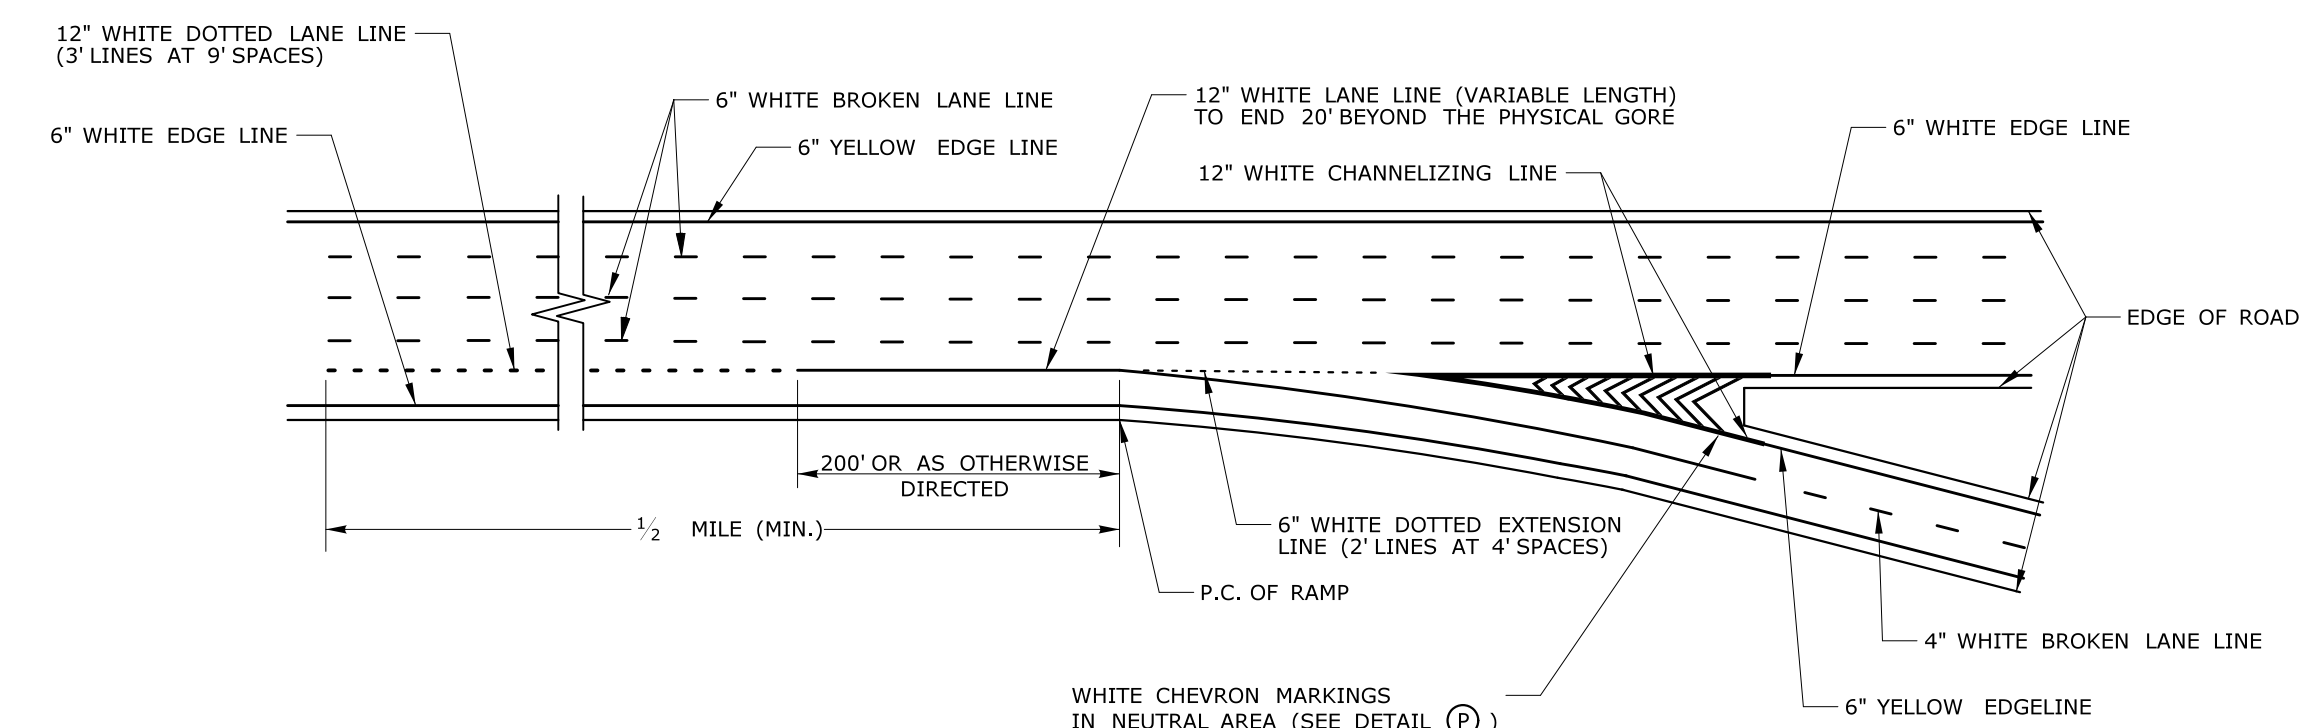 12" WHITE DOTTED LANE LINE
(3' LINES AT 9' SPACES)
6" WHITE BROKEN LANE LINE
6" WHITE EDGE LINE
6" YELLOW EDGE LINE
12" WHITE LANE LINE (VARIABLE LENGTH)
TO END 20' BEYOND THE PHYSICAL GORE
12" WHITE CHANNELIZING LINE
6" WHITE EDGE LINE
EDGE OF ROAD
200' OR AS OTHERWISE
DIRECTED
1/2 MILE (MIN.)
6" WHITE DOTTED EXTENSION
LINE (2' LINES AT 4' SPACES)
P.C. OF RAMP
4" WHITE BROKEN LANE LINE
WHITE CHEVRON MARKINGS
IN NEUTRAL AREA (SEE DETAIL P )
6" YELLOW EDGELINE